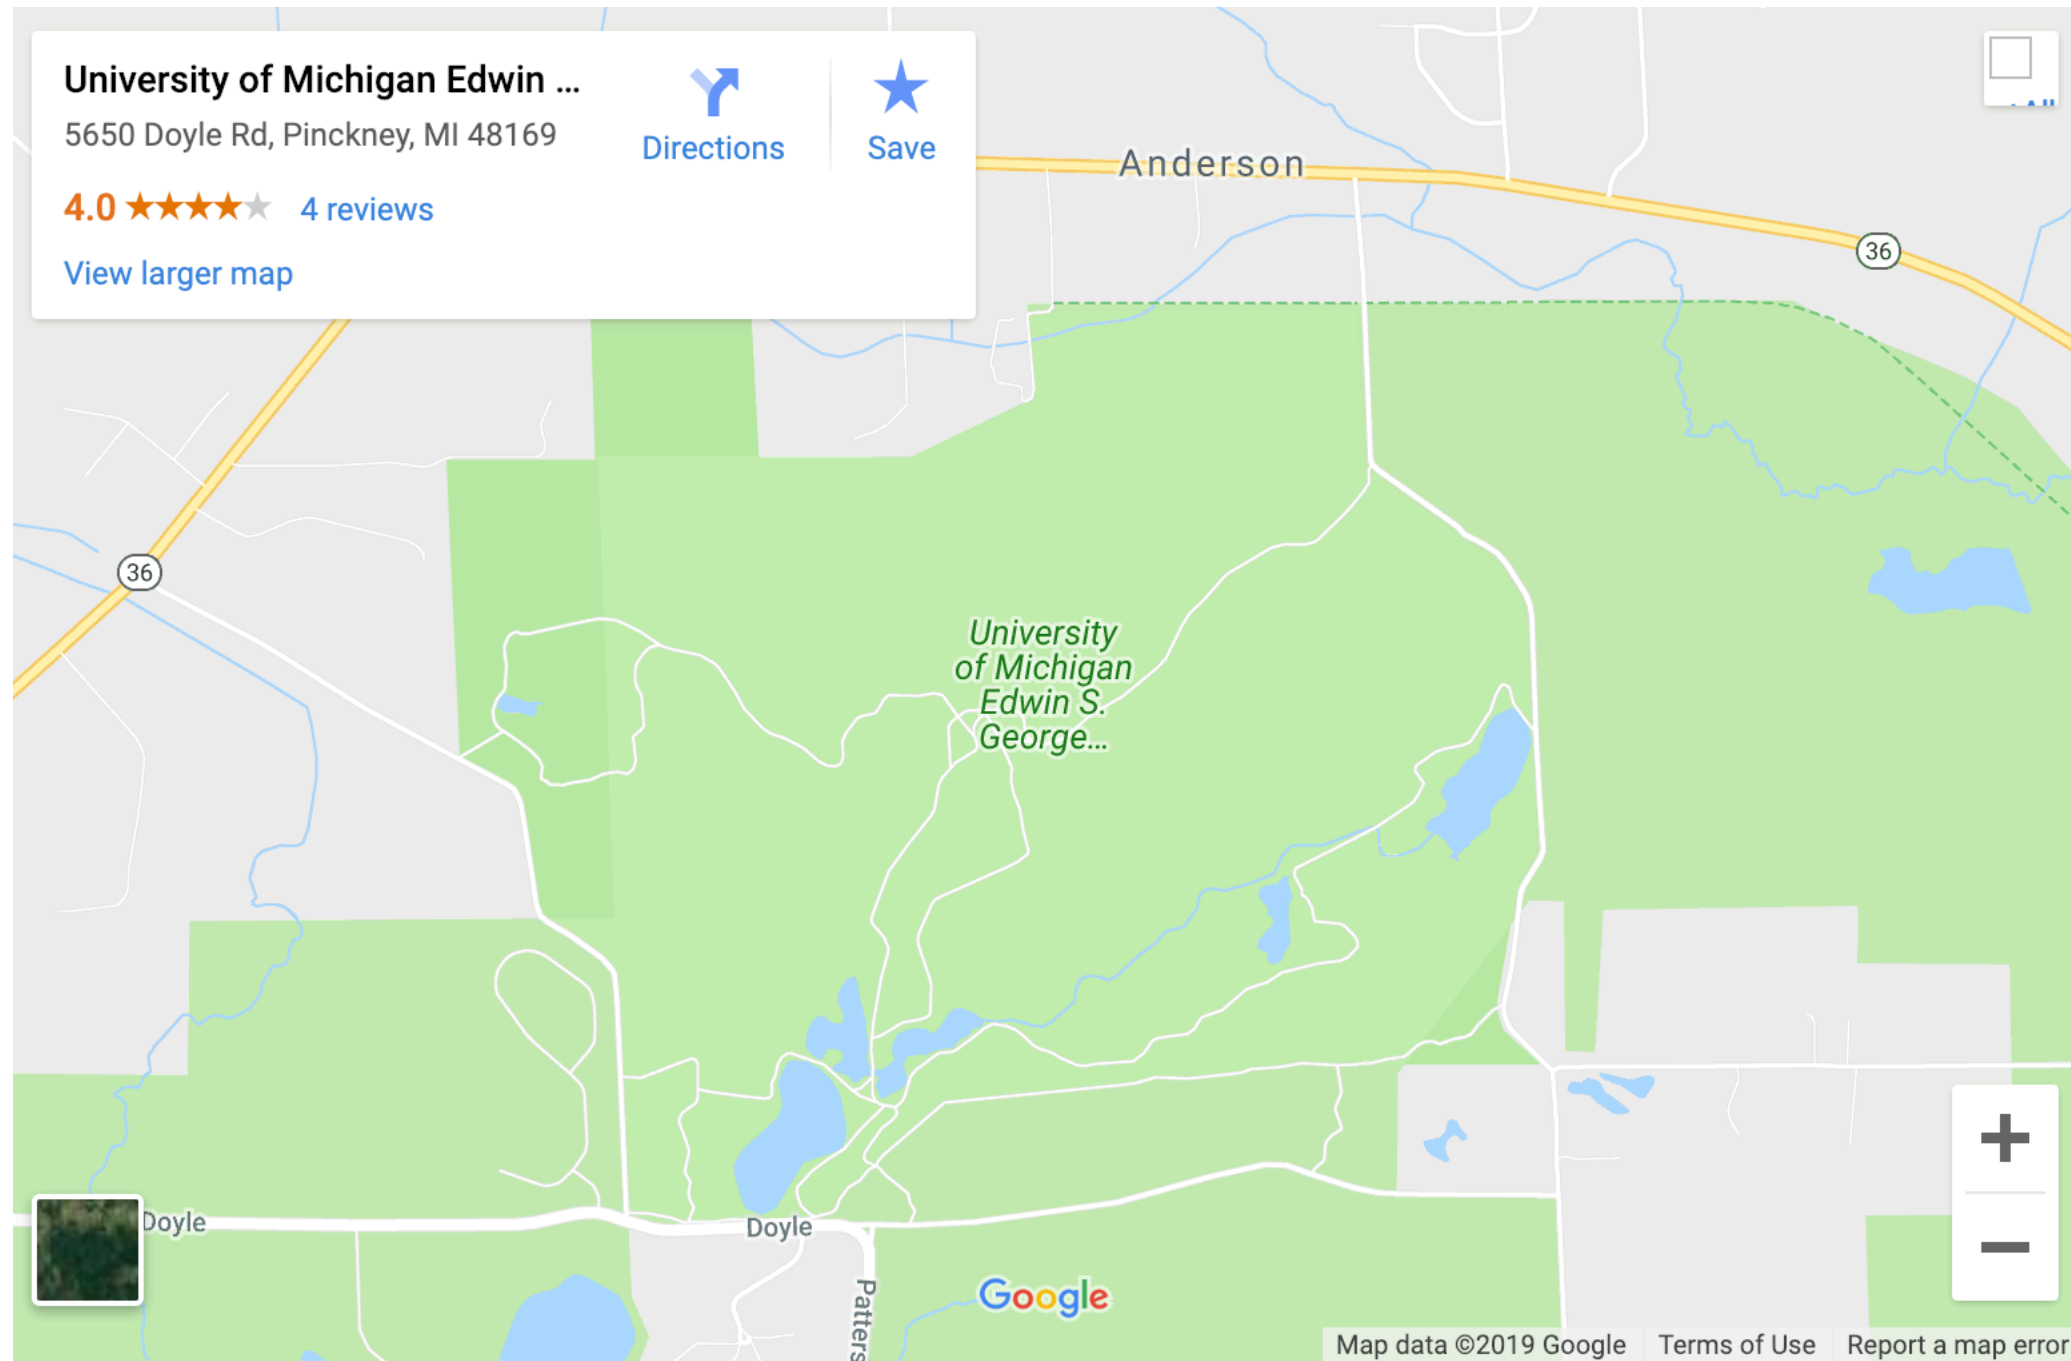 University of Michigan Edwin ...
5650 Doyle Rd, Pinckney, MI 48169
4.0
4 reviews
View larger map
Directions
Save
Anderson
36
36
University
of Michigan
Edwin S.
George...
Doyle
Doyle
Patters
Google
Map data ©2019 Google
Terms of Use
Report a map error